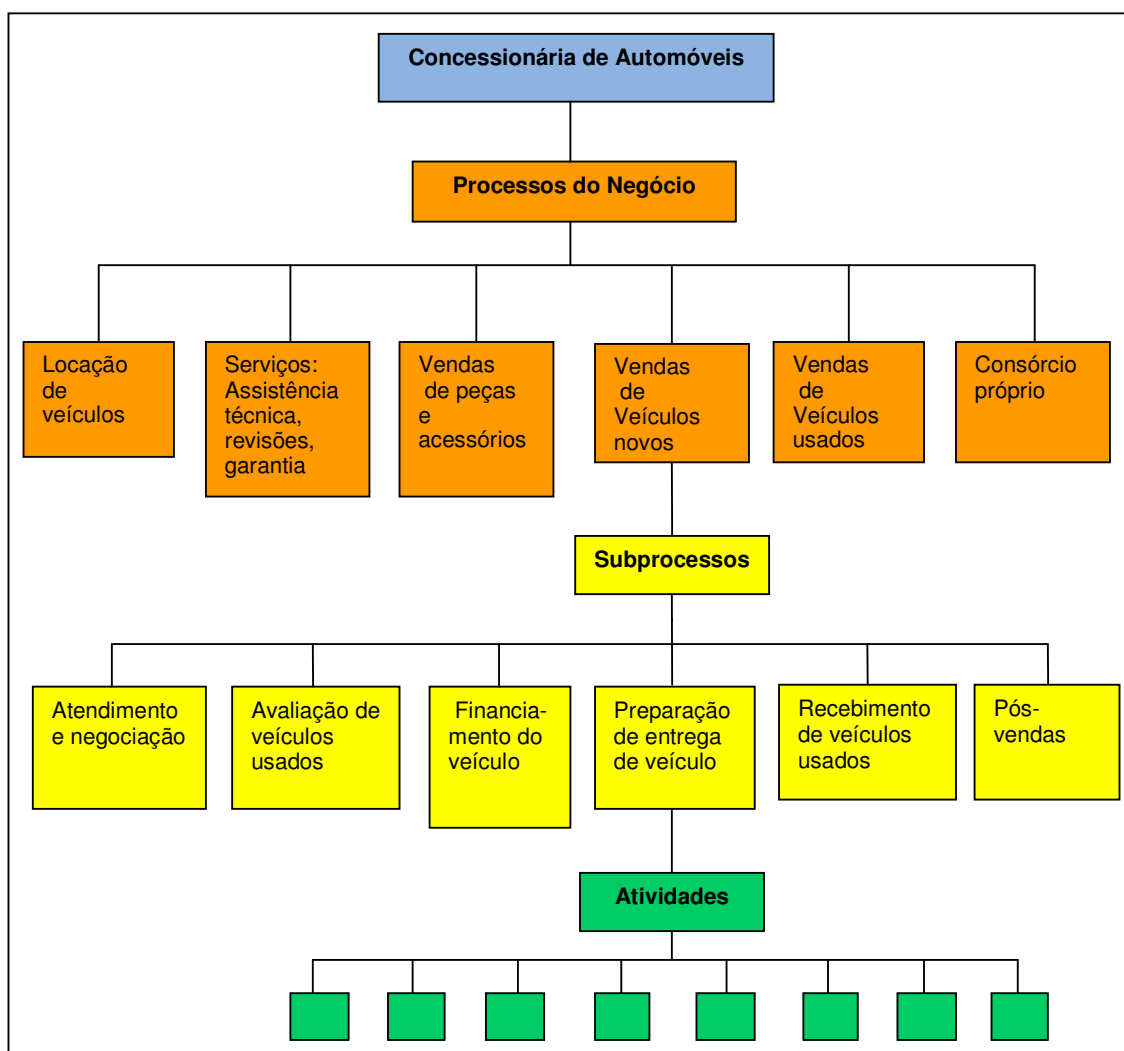 Concessionária de Automóveis
Processos do Negócio
Locação
de
veículos
Serviços:
Assistência
técnica,
revisões,
garantia
Vendas
de peças
e
acessórios
Vendas
de
Veículos
novos
Vendas
de
Veículos
usados
Consórcio
próprio
Subprocessos
Atendimento
e negociação
Avaliação de
veículos
usados
Financia-
mento do
veículo
Preparação
de entrega
de veículo
Recebimento
de veículos
usados
Pós-
vendas
Atividades